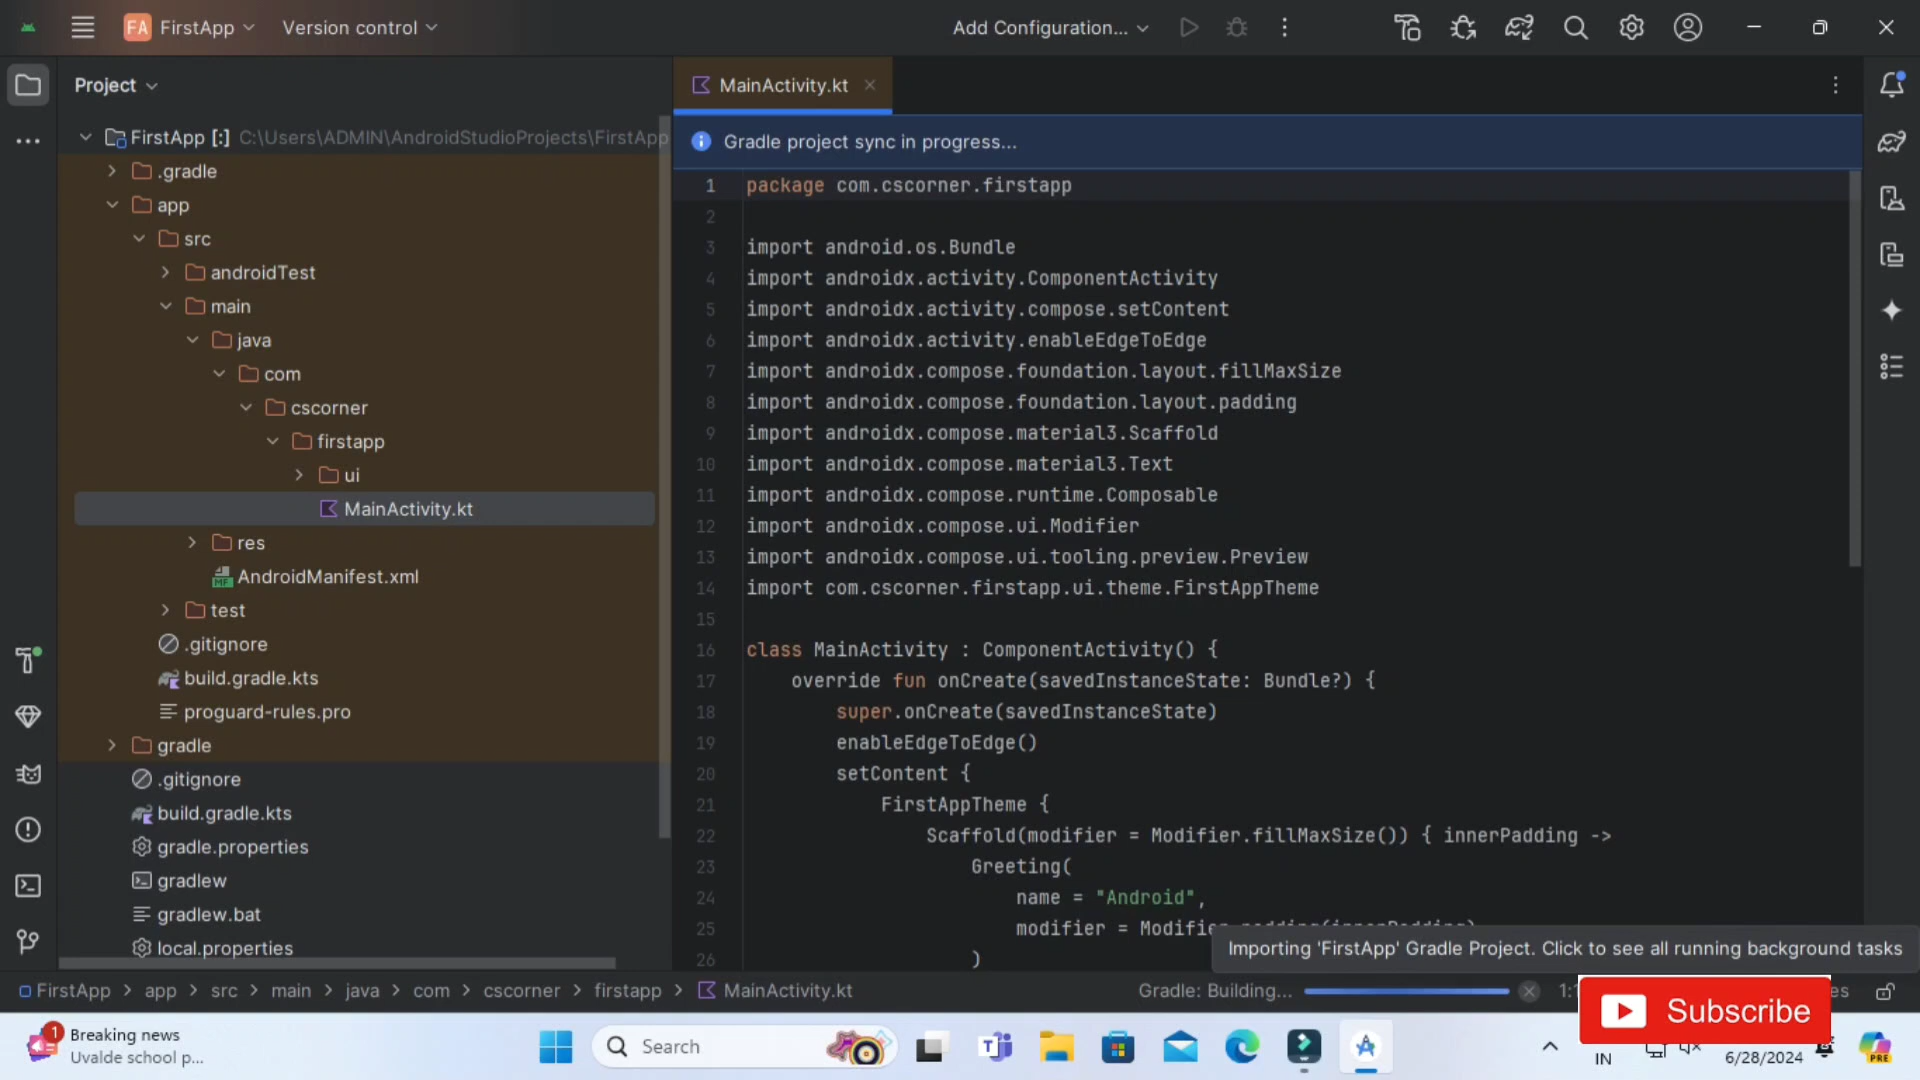 FA FirstApp Version control Add Configuration...
Project
MainActivity.kt
FirstApp [:] C:\Users\ADMIN\AndroidStudioProjects\FirstApp
.gradle
app
src
androidTest
main
java
com
cscorner
firstapp
ui
MainActivity.kt
res
MF AndroidManifest.xml
test
.gitignore
build.gradle.kts
proguard-rules.pro
gradle
.gitignore
build.gradle.kts
gradle.properties
gradlew
gradlew.bat
local.properties
Gradle project sync in progress...
1 package com.cscorner.firstapp
2
3 import android.os.Bundle
4 import androidx.activity.ComponentActivity
5 import androidx.activity.compose.setContent
6 import androidx.activity.enableEdgeToEdge
7 import androidx.compose.foundation.layout.fillMaxSize
8 import androidx.compose.foundation.layout.padding
9 import androidx.compose.material3.Scaffold
10 import androidx.compose.material3.Text
11 import androidx.compose.runtime.Composable
12 import androidx.compose.ui.Modifier
13 import androidx.compose.ui.tooling.preview.Preview
14 import com.cscorner.firstapp.ui.theme.FirstAppTheme
15
16 class MainActivity : ComponentActivity() {
17 override fun onCreate(savedInstanceState: Bundle?) {
18 super.onCreate(savedInstanceState)
19 enableEdgeToEdge()
20 setContent {
21 FirstAppTheme {
22 Scaffold(modifier = Modifier.fillMaxSize()) { innerPadding ->
23 Greeting(
24 name = "Android",
25 modifier = Modifier.padding(innerPadding)
26 )
Importing 'FirstApp' Gradle Project. Click to see all running background tasks
FirstApp > app > src > main > java > com > cscorner > firstapp > MainActivity.kt
Gradle: Building...
Subscribe
1 Breaking news
Uvalde school p...
Search
IN
6/28/2024
PRE